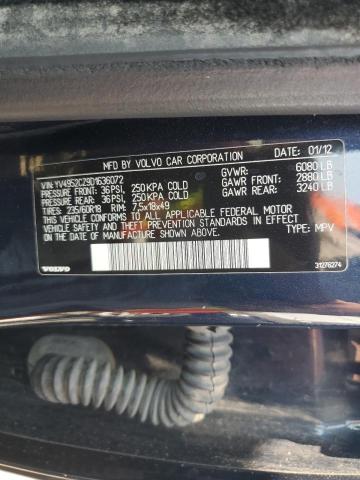 MFD. BY VOLVO CAR CORPORATION DATE: 01/12
VIN: YV4952CZ9D1636072 GVWR: 6080 LB
PRESSURE FRONT: 36 PSI, 250 KPA COLD GAWR FRONT: 2880 LB
PRESSURE REAR: 36 PSI, 250 KPA COLD GAWR REAR: 3240 LB
TIRES: 235/60R18 RIM: 7,5x18x49
THIS VEHICLE CONFORMS TO ALL APPLICABLE FEDERAL MOTOR
VEHICLE SAFETY AND THEFT PREVENTION STANDARDS IN EFFECT
ON THE DATE OF MANUFACTURE SHOWN ABOVE. TYPE: MPV
VOLVO 31276274